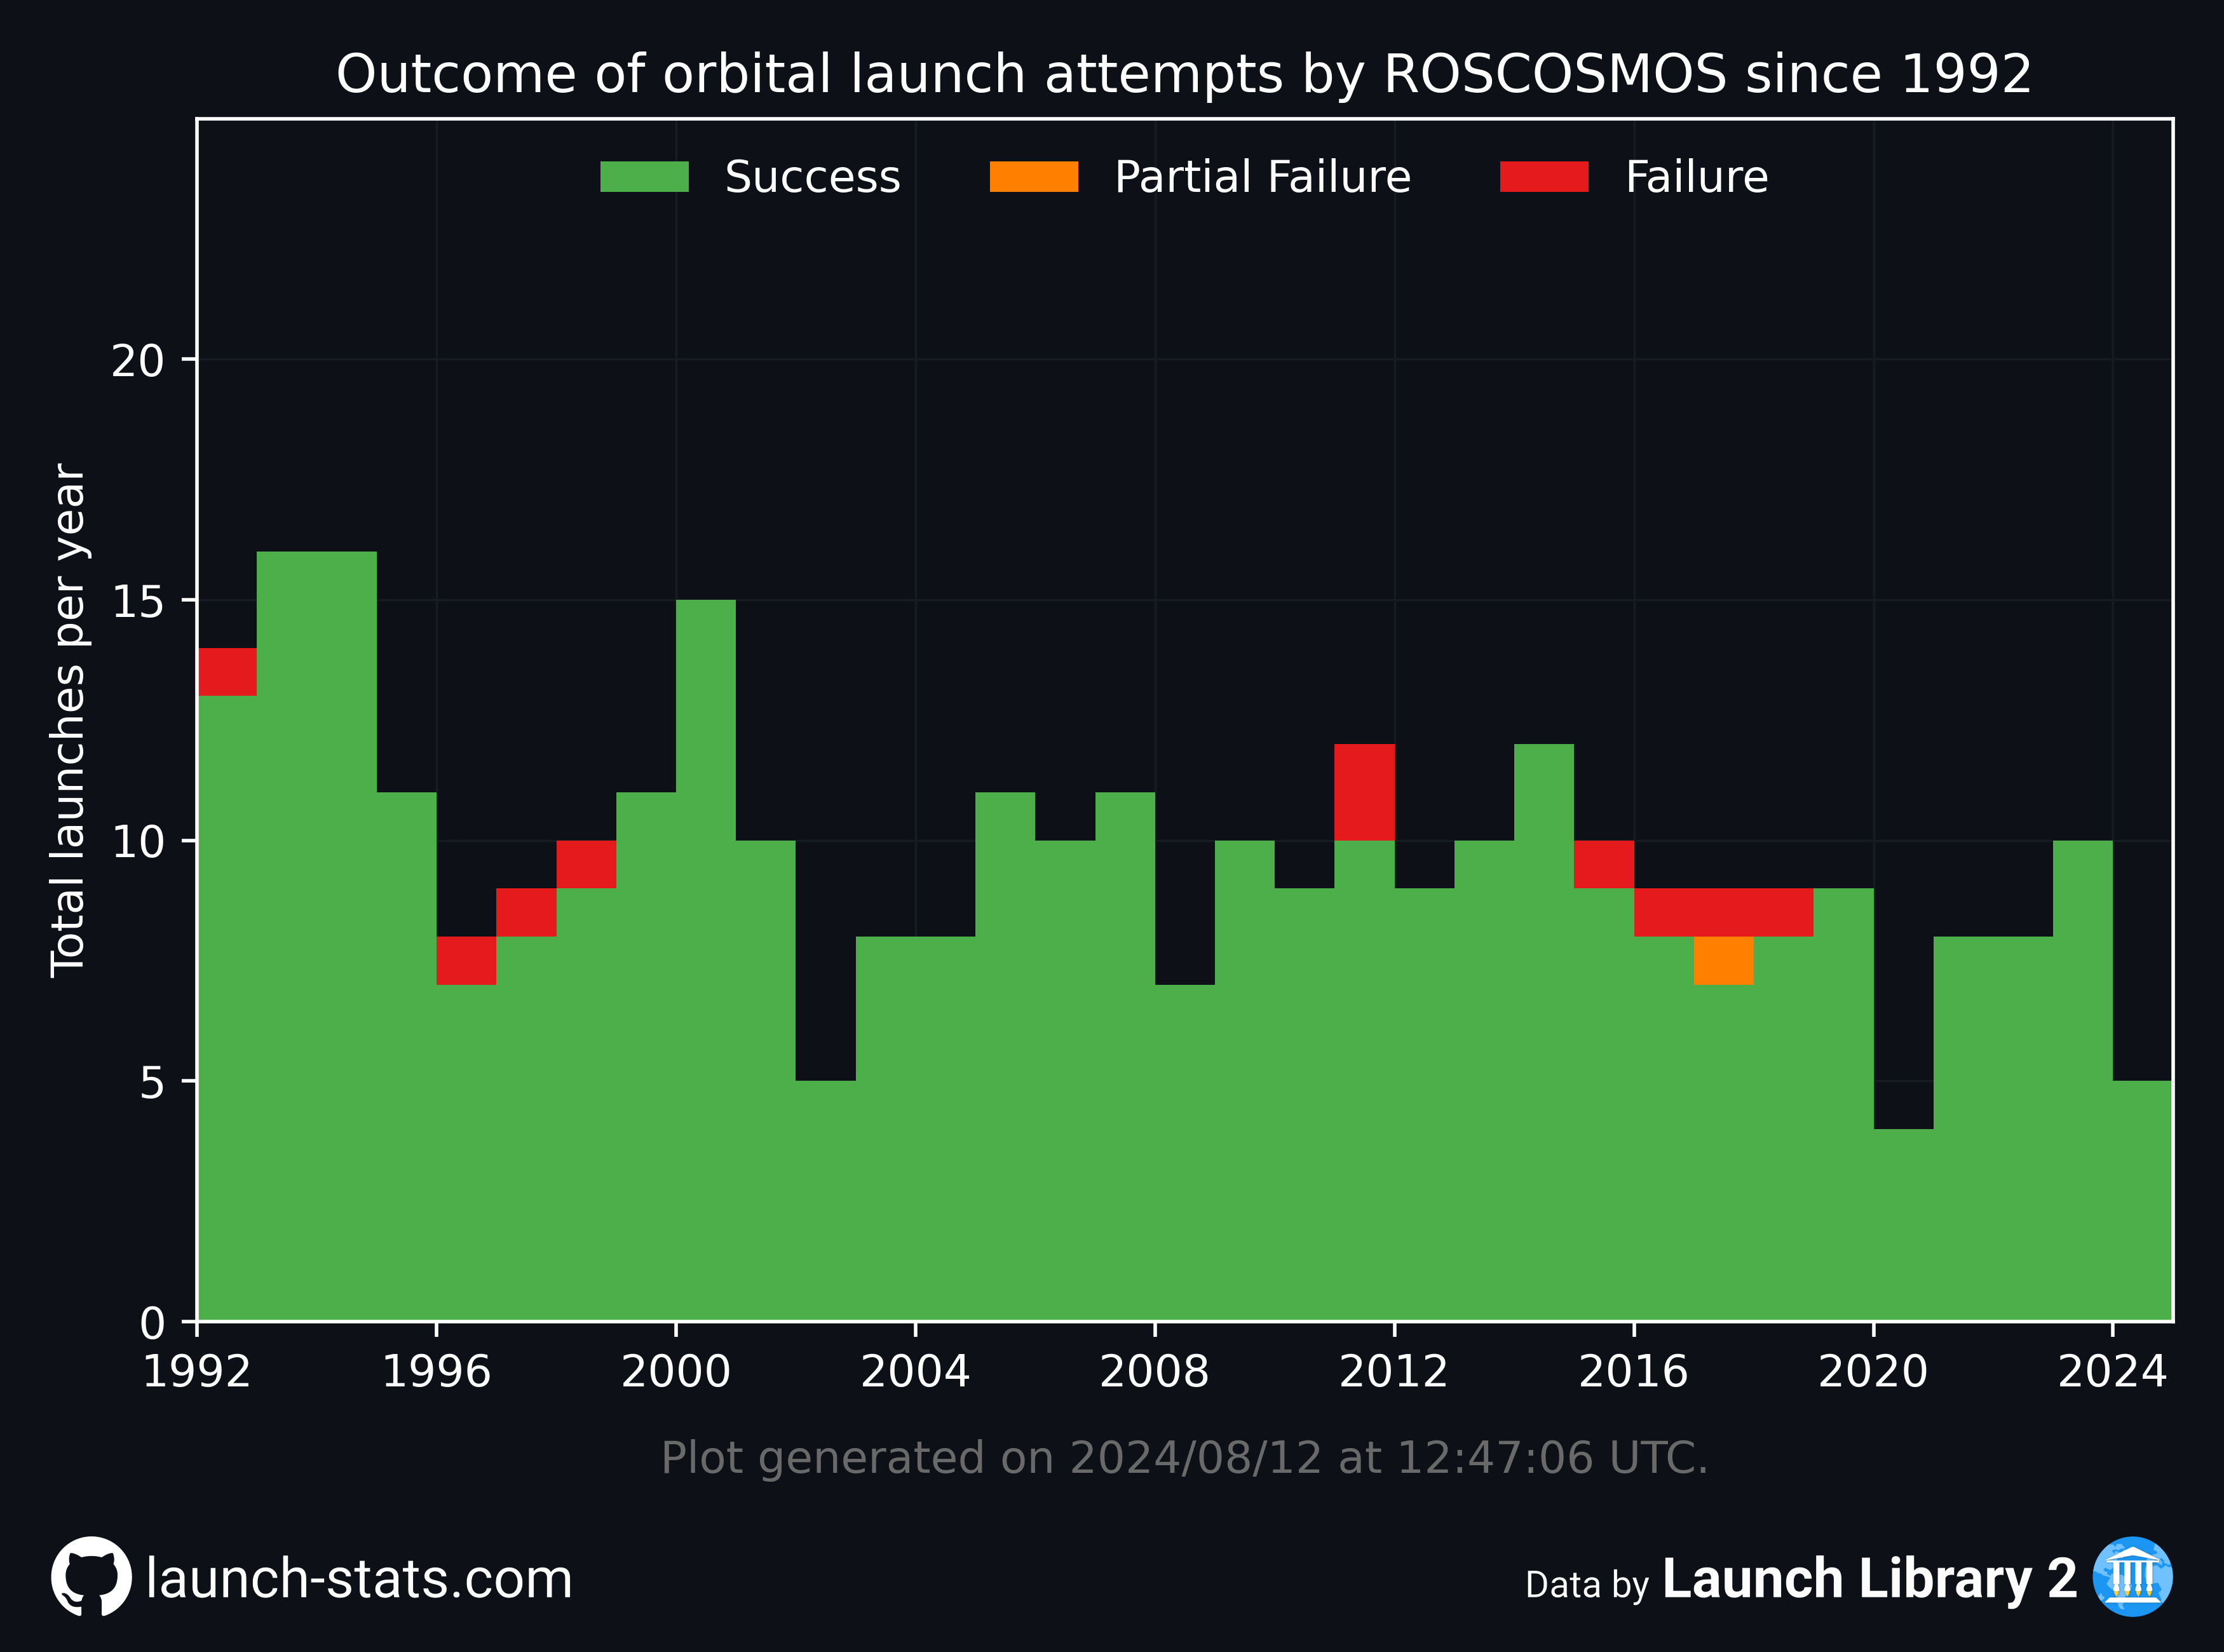 Outcome of orbital launch attempts by ROSCOSMOS since 1992
Success Partial Failure Failure
Total launches per year
20
15
10
5
0
1992 1996 2000 2004 2008 2012 2016 2020 2024
Plot generated on 2024/08/12 at 12:47:06 UTC.
launch-stats.com
Data by Launch Library 2